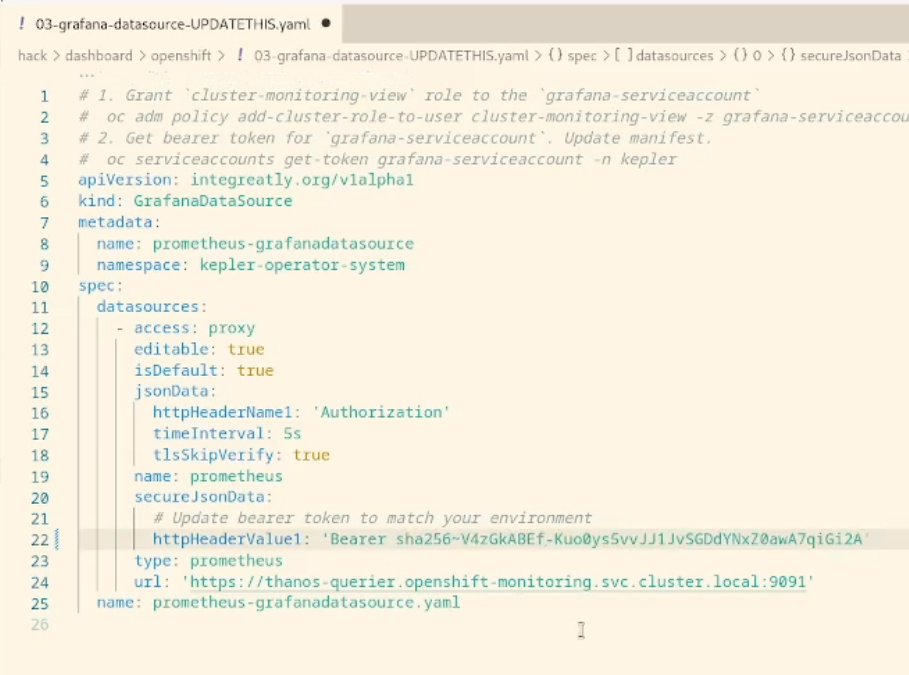 ! 03-grafana-datasource-UPDATETHIS.yaml ●
hack > dashboard > openshift > ! 03-grafana-datasource-UPDATETHIS.yaml > {} spec > [ ] datasources > {} 0 > {} secureJsonData
...
1 # 1. Grant `cluster-monitoring-view` role to the `grafana-serviceaccount`
2 #  oc adm policy add-cluster-role-to-user cluster-monitoring-view -z grafana-serviceaccou
3 # 2. Get bearer token for `grafana-serviceaccount`. Update manifest.
4 #  oc serviceaccounts get-token grafana-serviceaccount -n kepler
5 apiVersion: integreatly.org/v1alpha1
6 kind: GrafanaDataSource
7 metadata:
8   name: prometheus-grafanadatasource
9   namespace: kepler-operator-system
10 spec:
11   datasources:
12     - access: proxy
13       editable: true
14       isDefault: true
15       jsonData:
16         httpHeaderName1: 'Authorization'
17         timeInterval: 5s
18         tlsSkipVerify: true
19       name: prometheus
20       secureJsonData:
21         # Update bearer token to match your environment
22         httpHeaderValue1: 'Bearer sha256~V4zGkABEf-Kuo0ys5vvJJ1JvSGDdYNxZ0awA7qiGi2A'
23       type: prometheus
24       url: 'https://thanos-querier.openshift-monitoring.svc.cluster.local:9091'
25   name: prometheus-grafanadatasource.yaml
26